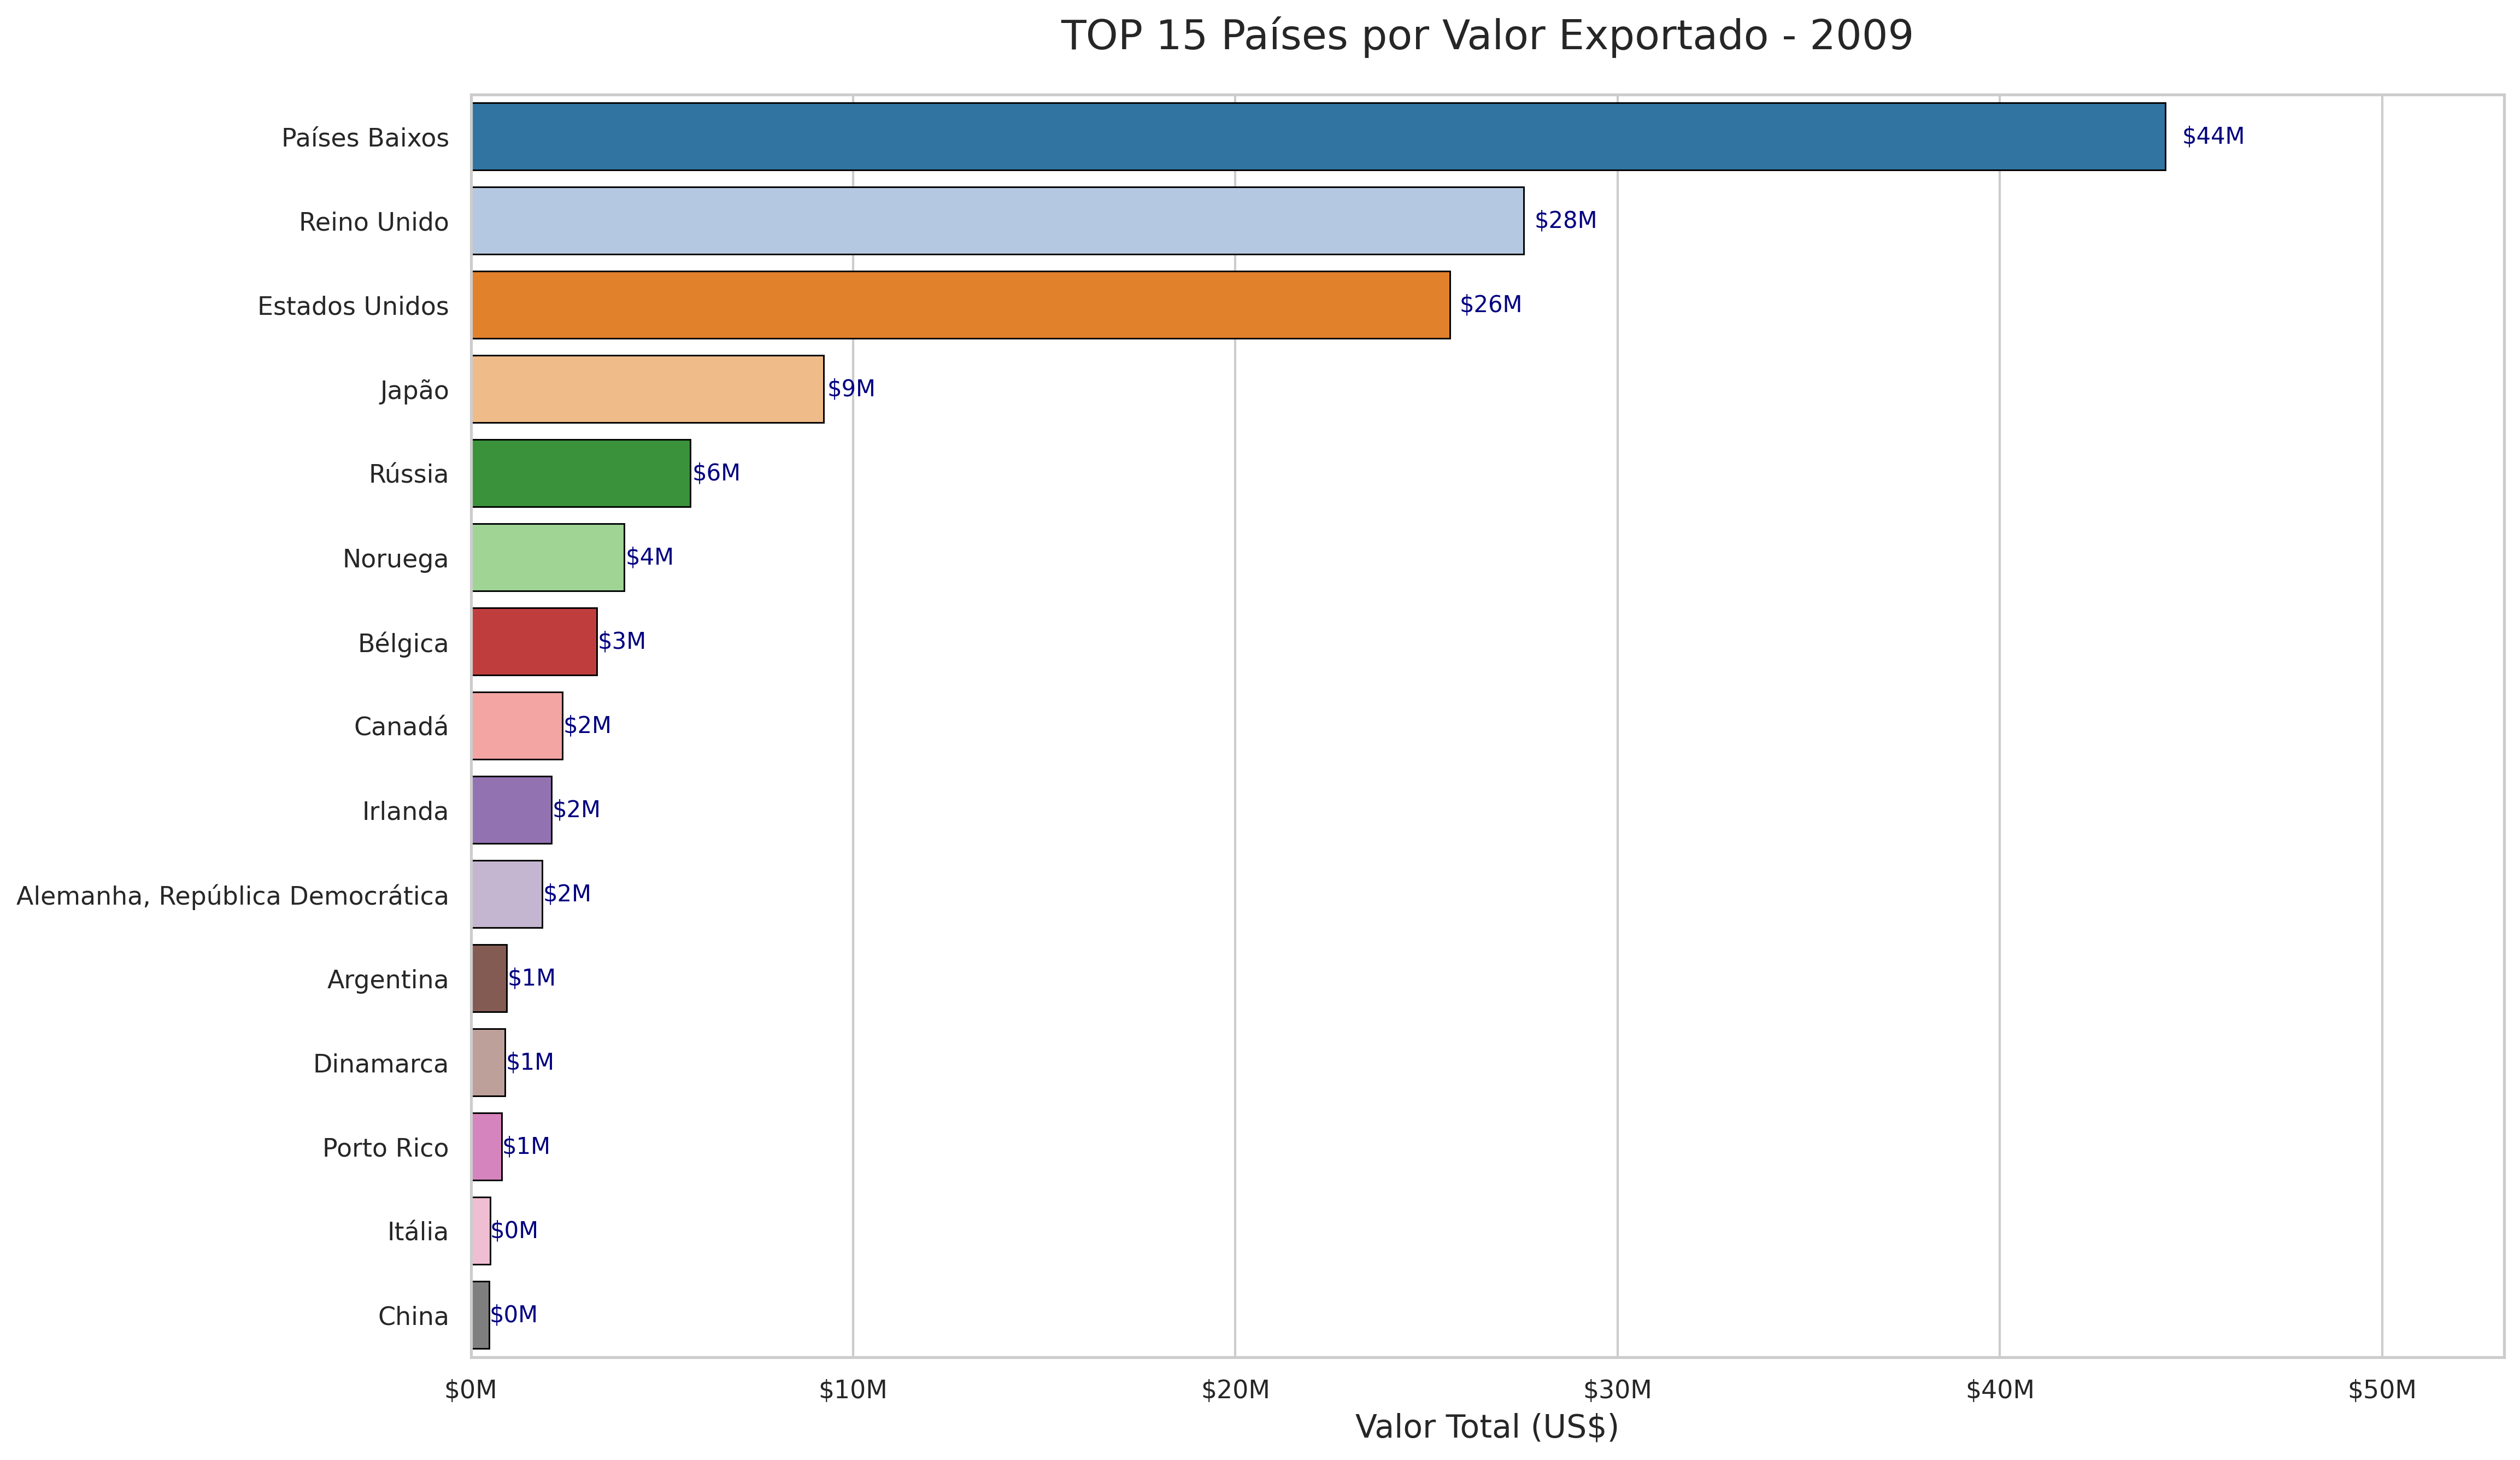 TOP 15 Países por Valor Exportado - 2009
Países Baixos $44M
Reino Unido $28M
Estados Unidos $26M
Japão $9M
Rússia $6M
Noruega $4M
Bélgica $3M
Canadá $2M
Irlanda $2M
Alemanha, República Democrática $2M
Argentina $1M
Dinamarca $1M
Porto Rico $1M
Itália $0M
China $0M
$0M $10M $20M $30M $40M $50M
Valor Total (US$)